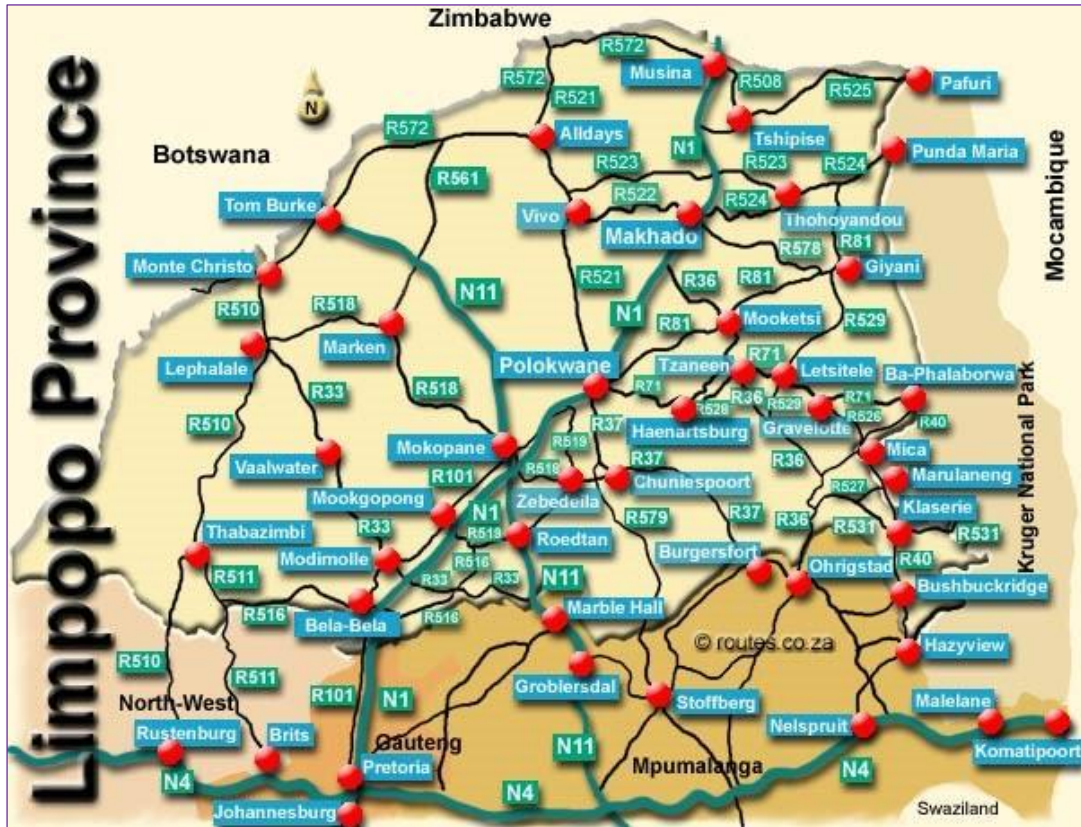 Limpopo Province
Zimbabwe
R572
Musina
R508
R525
Pafuri
R572
R521
N
R572
Alldays
N1
Tshipise
Botswana
R561
R523
R523
R524
Punda Maria
Mocambique
Tom Burke
Vivo
R522
R524
Thohoyandou
Makhado
R578
R81
Monte Christo
R521
R36
R81
Giyani
R510
R518
N11
N1
R81
Mooketsi
R529
Lephalale
Marken
Polokwane
Tzaneen
R71
Letsitele
Ba-Phalaborwa
R33
R518
R71
R528
R36
R529
R71
R526
R40
R510
R37
Haenartsburg
Gravelotte
Kruger National Park
Mokopane
R519
R36
Mica
Vaalwater
R101
R518
R37
Marulaneng
Mookgopong
Zebedeila
Chuniespoort
R527
Klaserie
N1
R579
R37
R36
R531
R531
Thabazimbi
R33
R519
Roedtan
Modimolle
R516
Burgersfort
Ohrigstad
R40
R511
R33
R33
N11
Bushbuckridge
R516
Bela-Bela
R516
Marble Hall
© routes.co.za
Hazyview
R510
R511
R101
N1
Groblersdal
Stoffberg
North-West
Nelspruit
Malelane
Rustenburg
Brits
Gauteng
N11
Mpumalanga
Komatipoort
N4
Pretoria
N4
N4
Johannesburg
Swaziland